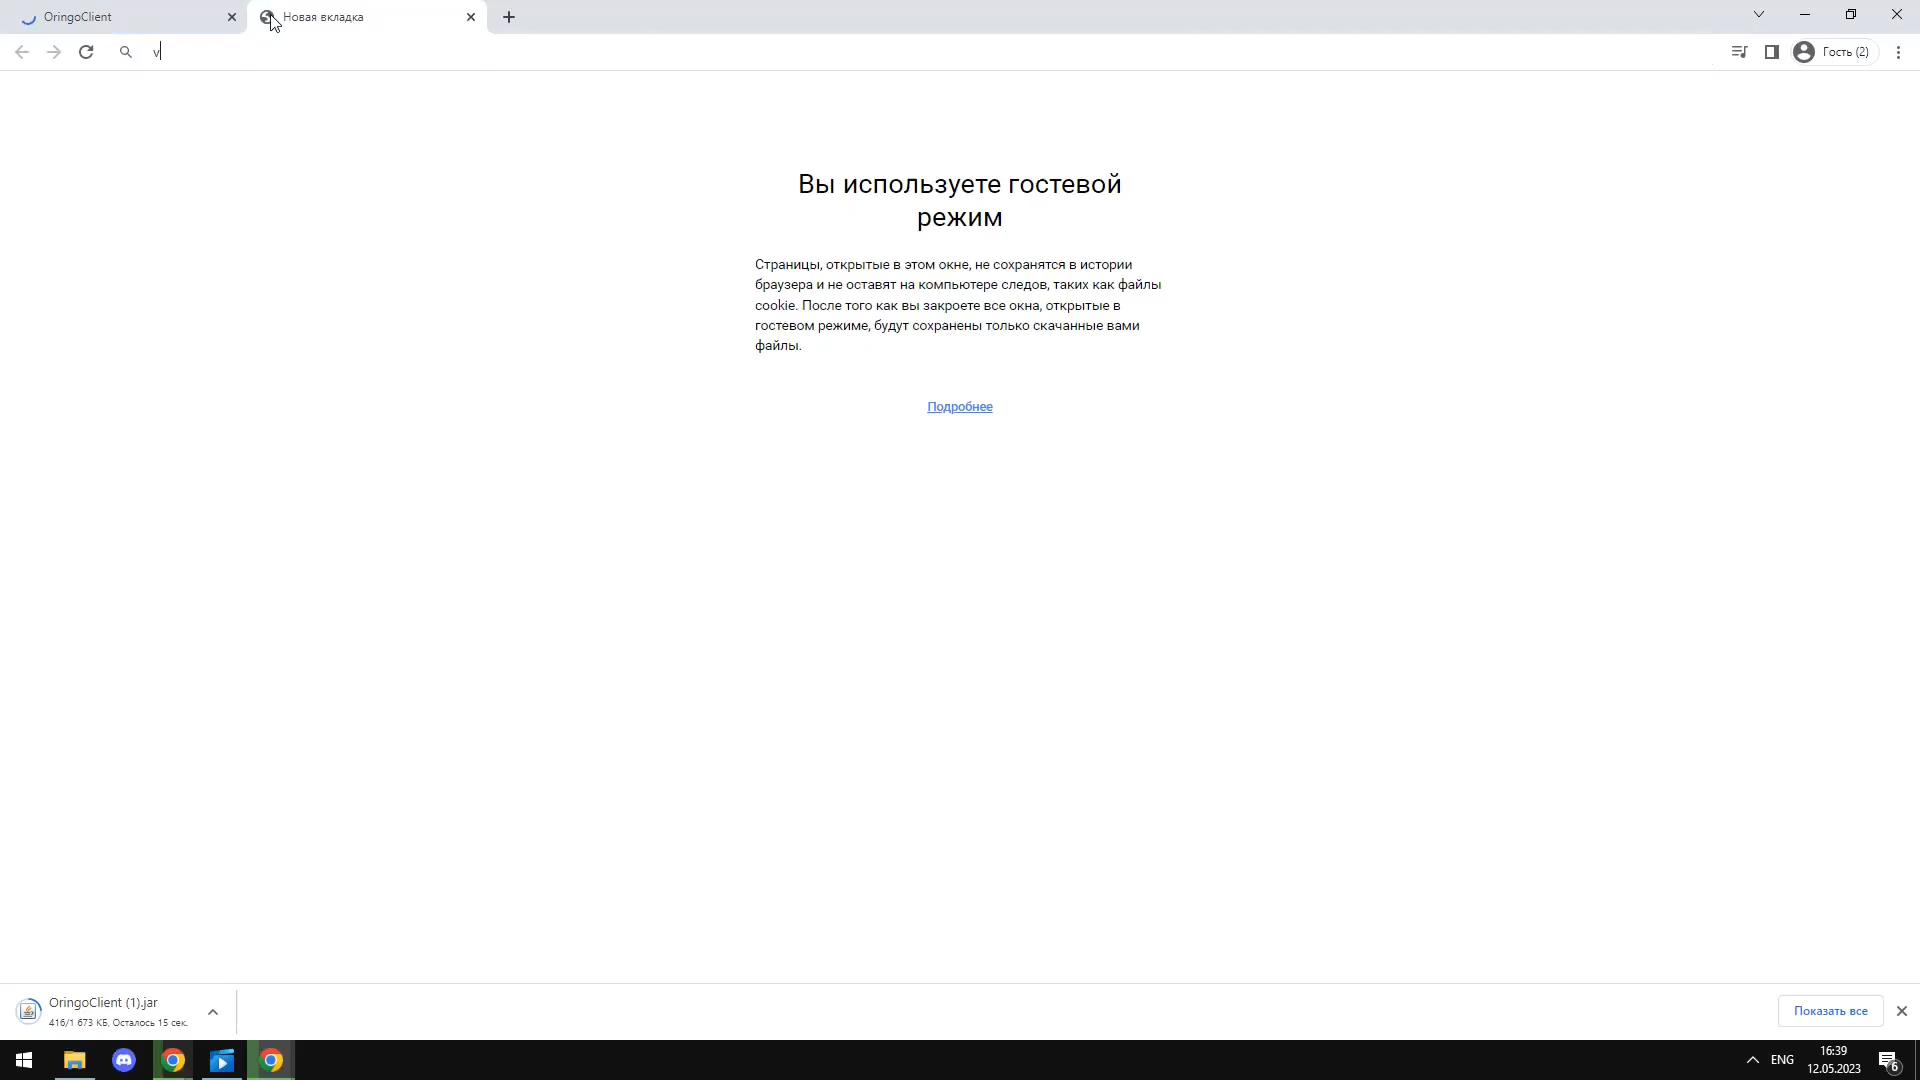 OringoClient
Новая вкладка
v
Гость (2)
Вы используете гостевой
режим
Страницы, открытые в этом окне, не сохранятся в истории
браузера и не оставят на компьютере следов, таких как файлы
cookie. После того как вы закроете все окна, открытые в
гостевом режиме, будут сохранены только скачанные вами
файлы.
Подробнее
OringoClient (1).jar
416/1 673 КБ, Осталось 15 сек.
Показать все
ENG
16:39
12.05.2023
6